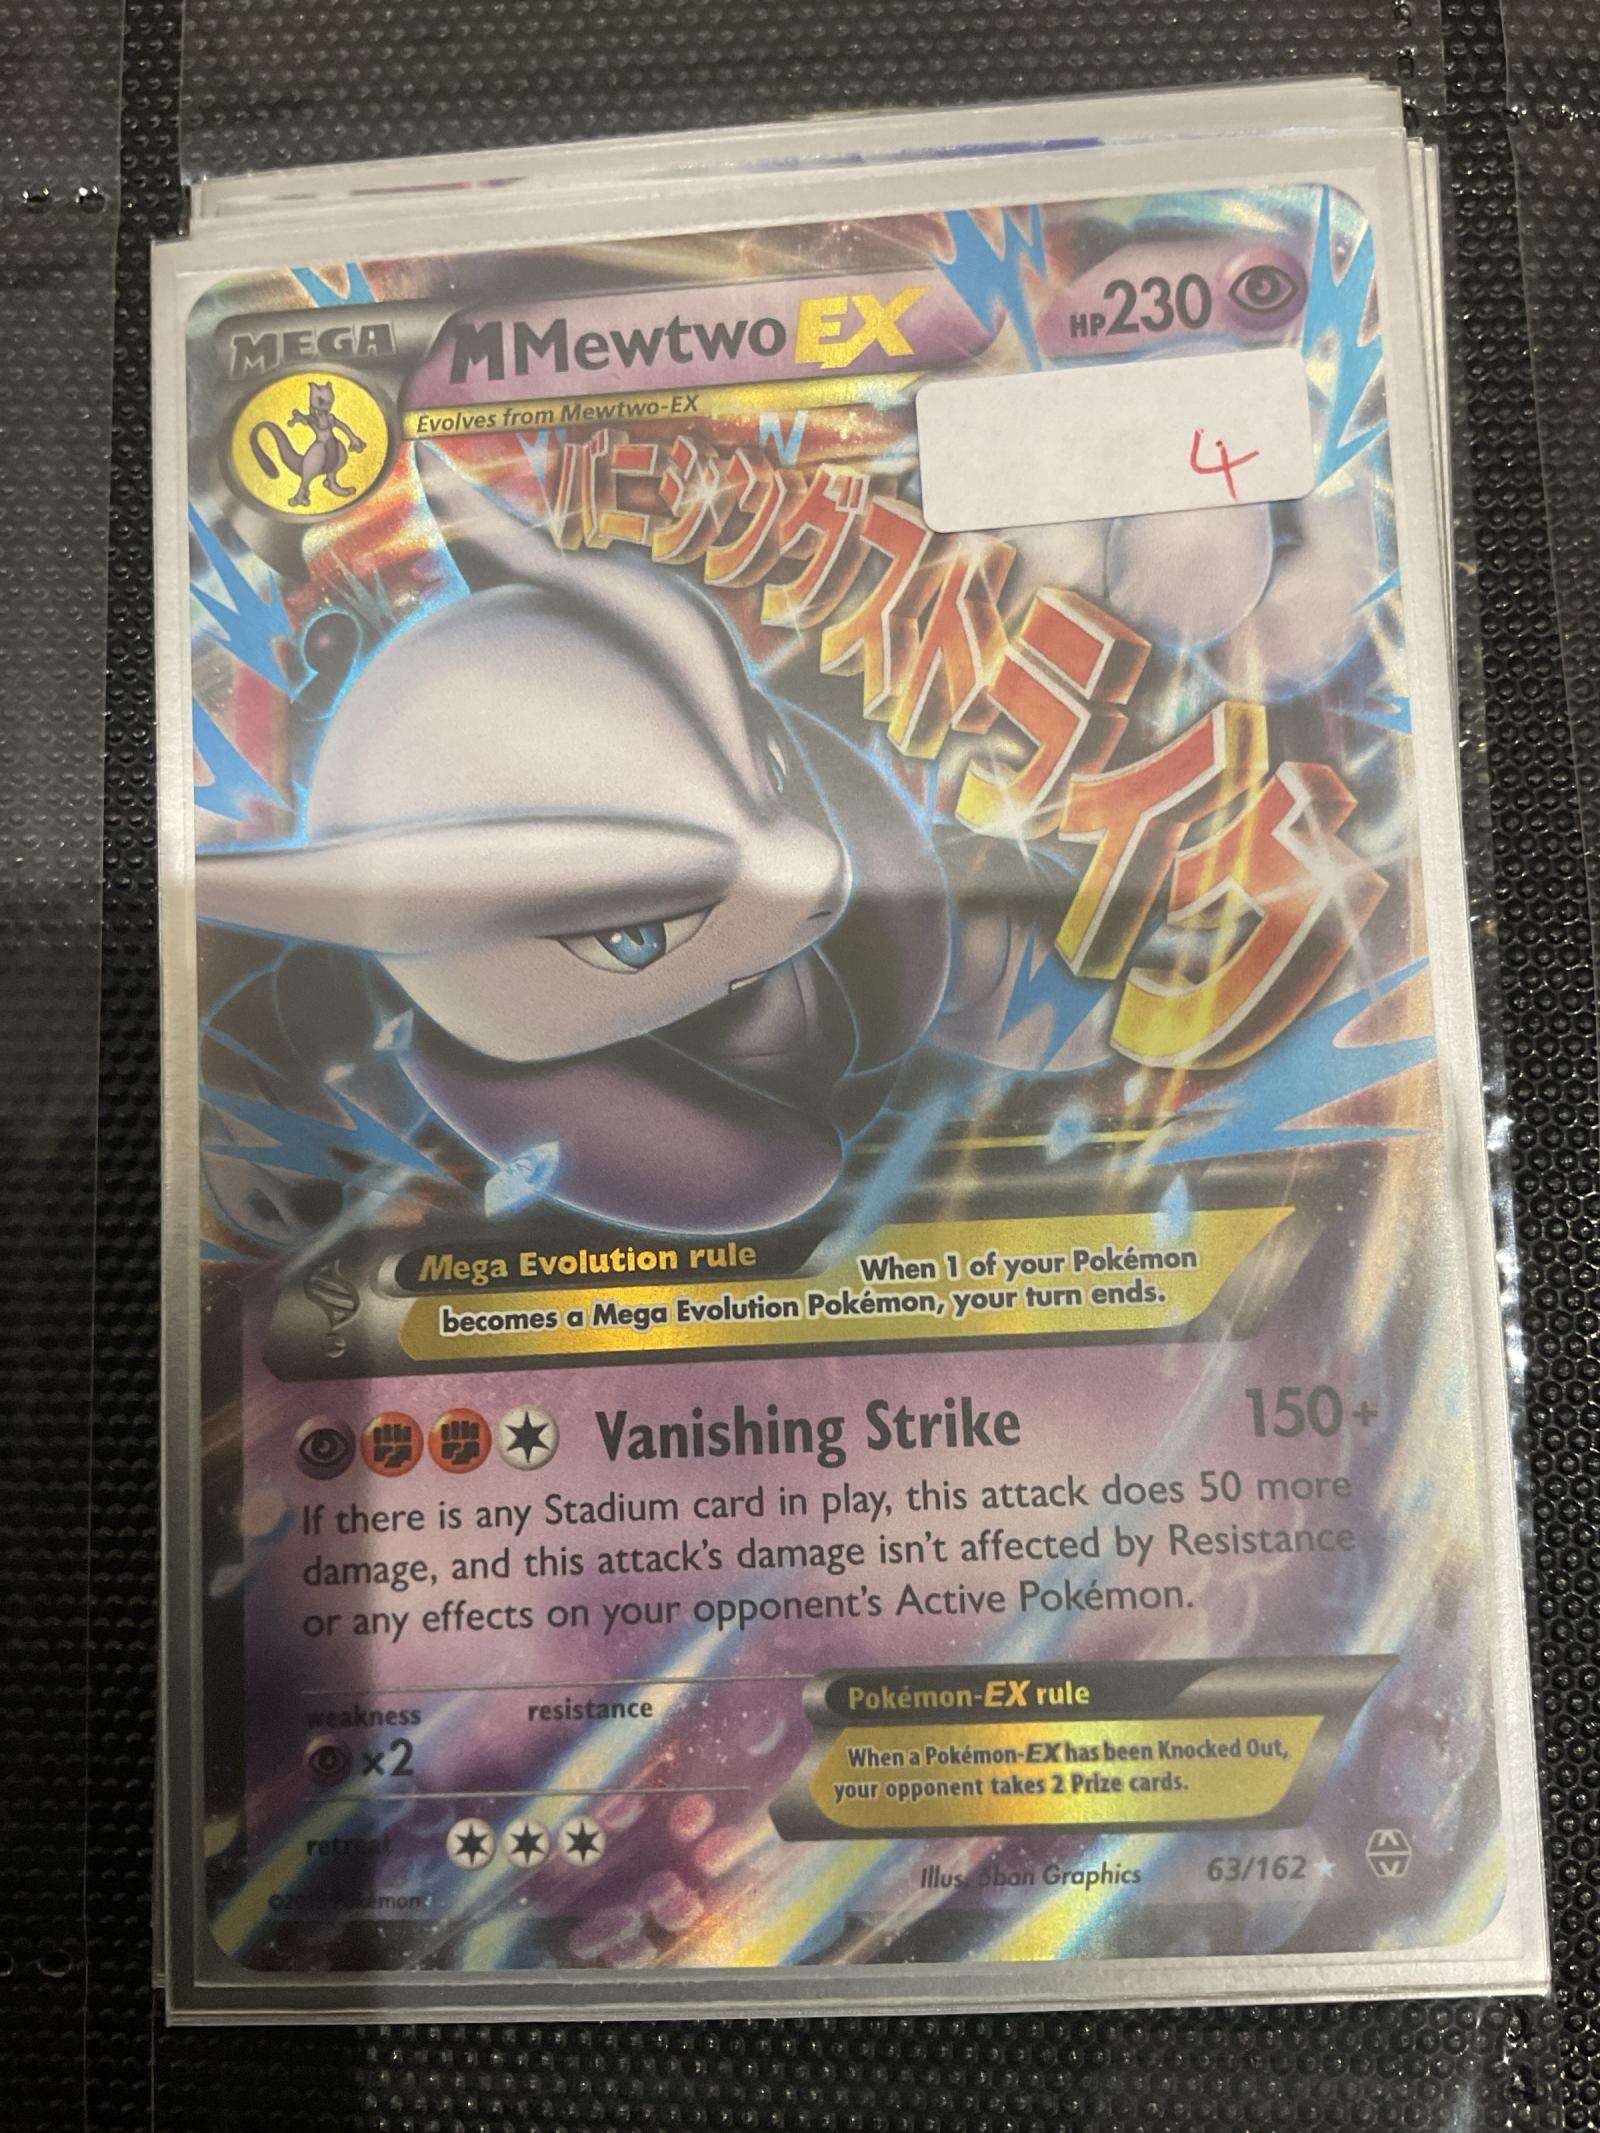 MEGA
MMewtwoEX
HP230
Evolves from Mewtwo-EX
4
バニシングストライク
Mega Evolution rule
When 1 of your Pokémon
becomes a Mega Evolution Pokémon, your turn ends.
Vanishing Strike
150+
If there is any Stadium card in play, this attack does 50 more
damage, and this attack's damage isn't affected by Resistance
or any effects on your opponent's Active Pokémon.
weakness
resistance
×2
Pokémon-EX rule
When a Pokémon-EX has been Knocked Out,
your opponent takes 2 Prize cards.
retreat
Illus. 5ban Graphics
63/162
Pokémon